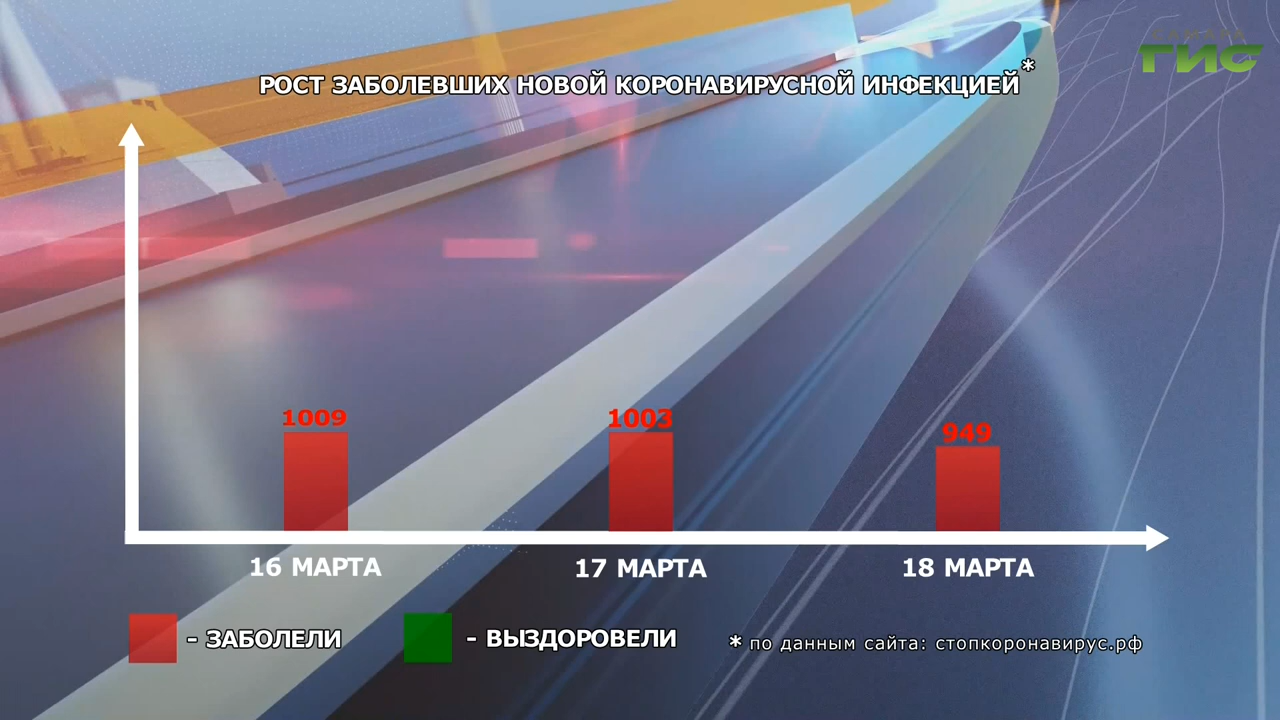 САМАРА
ГИС
РОСТ ЗАБОЛЕВШИХ НОВОЙ КОРОНАВИРУСНОЙ ИНФЕКЦИЕЙ*
1009
1003
949
16 МАРТА
17 МАРТА
18 МАРТА
- ЗАБОЛЕЛИ
- ВЫЗДОРОВЕЛИ
* по данным сайта: стопкоронавирус.рф